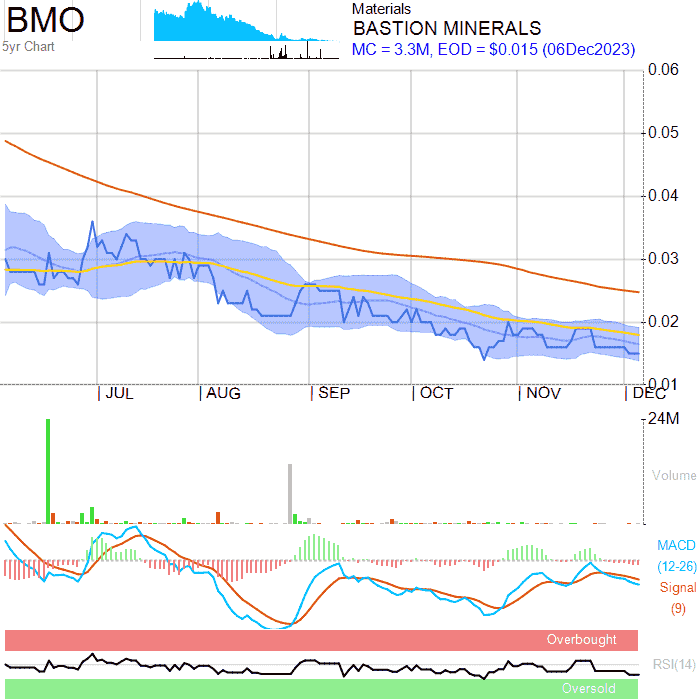 BMO
5yr Chart
Materials
BASTION MINERALS
MC = 3.3M, EOD = $0.015 (06Dec2023)
0.06
0.05
0.04
0.03
0.02
0.01
JUL AUG SEP OCT NOV DEC
24M
Volume
MACD
(12-26)
Signal
(9)
Overbought
RSI(14)
Oversold